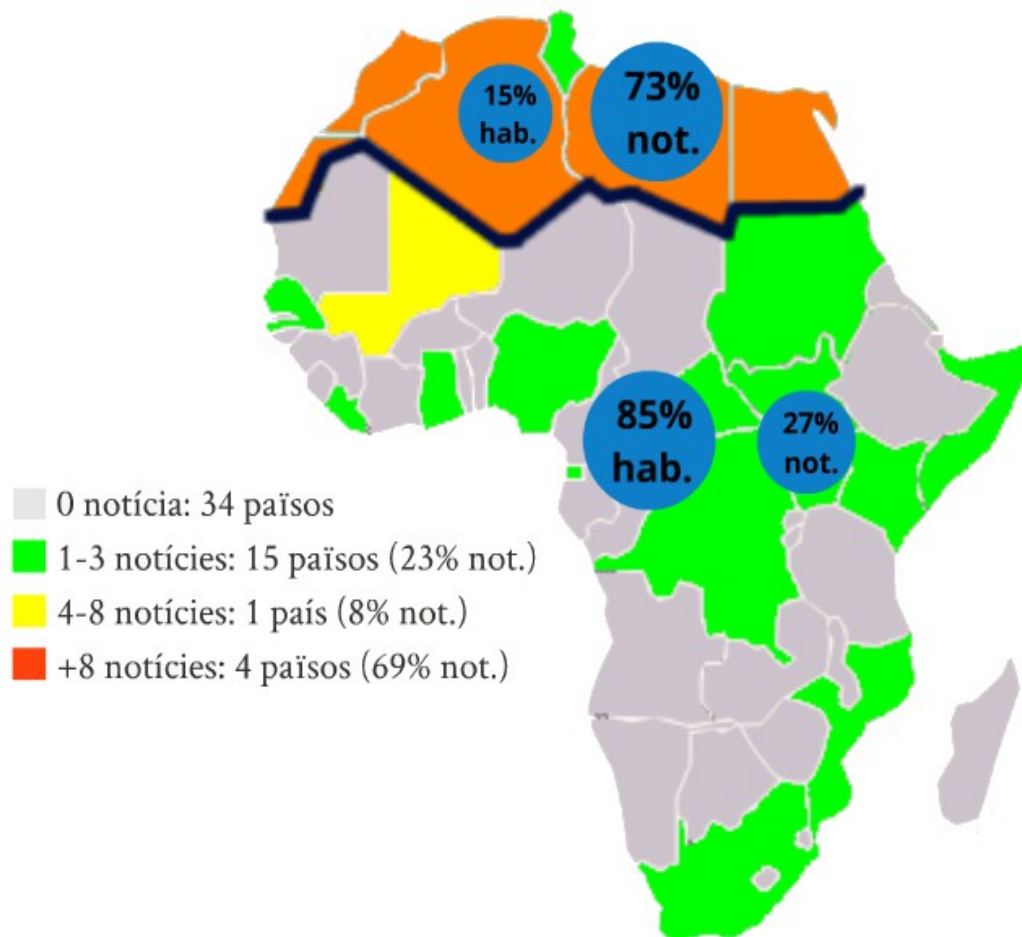 15%
hab.
73%
not.
85%
hab.
27%
not.
0 notícia: 34 països
1-3 notícies: 15 països (23% not.)
4-8 notícies: 1 país (8% not.)
+8 notícies: 4 països (69% not.)